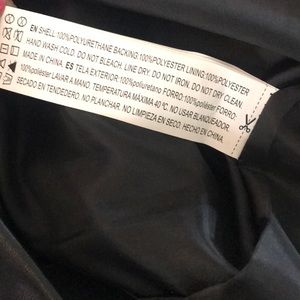 EN SHELL:100%POLYURETHANE BACKING:100%POLYESTER LINING:100%POLYESTER
HAND WASH COLD. DO NOT BLEACH. LINE DRY. DO NOT IRON. DO NOT DRY CLEAN.
MADE IN CHINA. ES TELA EXTERIOR:100%poliuretano FORRO:100%poliéster FORRO:
100%poliéster LAVAR A MANO. TEMPERATURA MÁXIMA 40 ºC. NO USAR BLANQUEADOR.
SECADO EN TENDEDERO. NO PLANCHAR. NO LIMPIEZA EN SECO. HECHO EN CHINA.